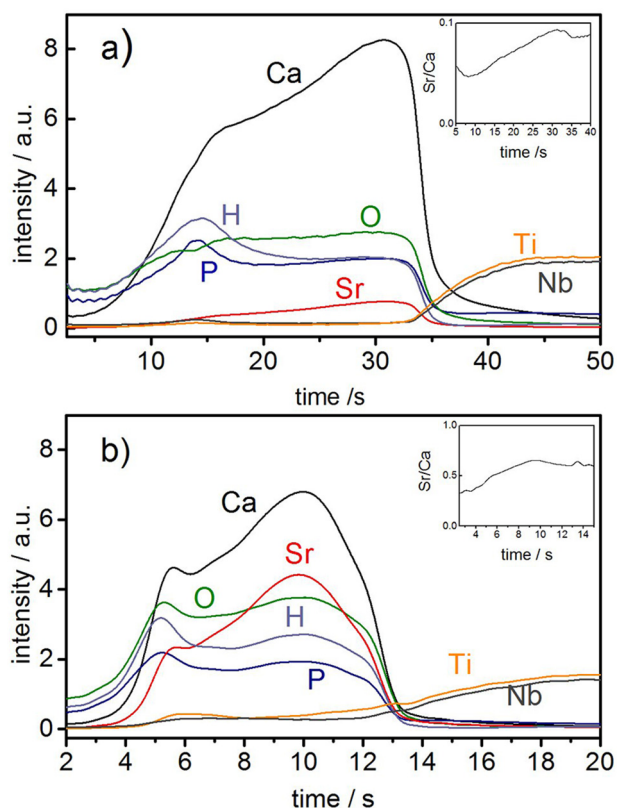 a)
8
6
4
2
0
intensity / a.u.
Ca
H
O
P
Sr
Ti
Nb
10 20 30 40 50
time /s
0.1
0.0
Sr/Ca
5 10 15 20 25 30 35 40
time /s
b)
8
6
4
2
0
intensity / a.u.
Ca
Sr
O
H
P
Ti
Nb
2 4 6 8 10 12 14 16 18 20
time / s
1.0
0.5
0.0
Sr/Ca
4 6 8 10 12 14
time / s